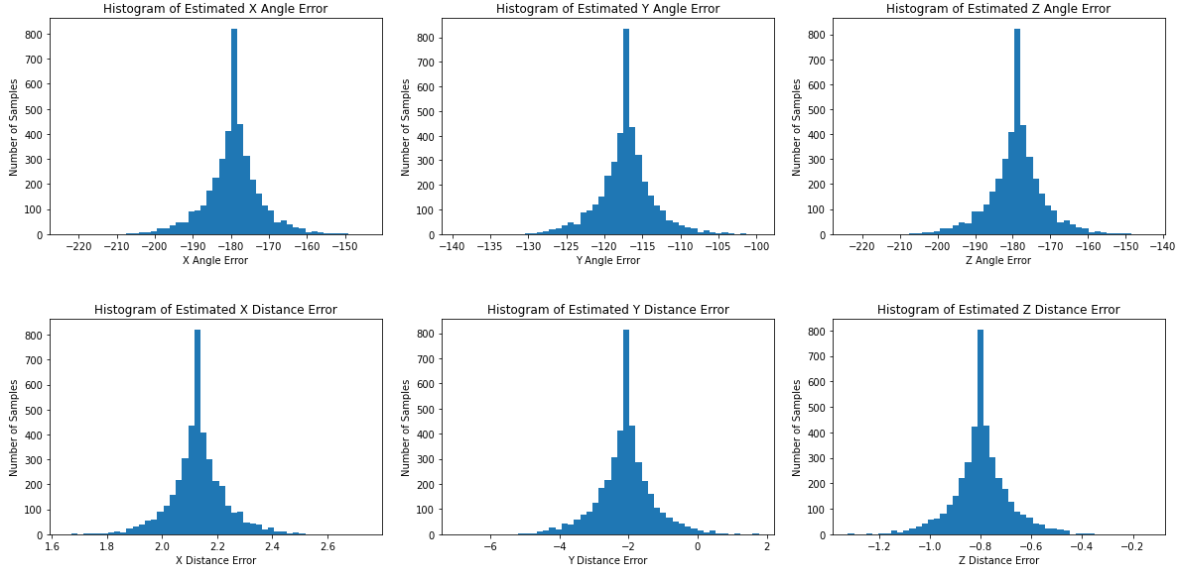 Histogram of Estimated X Angle Error
Number of Samples
800
700
600
500
400
300
200
100
0
−220 −210 −200 −190 −180 −170 −160 −150
X Angle Error
Histogram of Estimated Y Angle Error
Number of Samples
800
700
600
500
400
300
200
100
0
−140 −135 −130 −125 −120 −115 −110 −105 −100
Y Angle Error
Histogram of Estimated Z Angle Error
Number of Samples
800
700
600
500
400
300
200
100
0
−220 −210 −200 −190 −180 −170 −160 −150 −140
Z Angle Error
Histogram of Estimated X Distance Error
Number of Samples
800
700
600
500
400
300
200
100
0
1.6 1.8 2.0 2.2 2.4 2.6
X Distance Error
Histogram of Estimated Y Distance Error
Number of Samples
800
700
600
500
400
300
200
100
0
−6 −4 −2 0 2
Y Distance Error
Histogram of Estimated Z Distance Error
Number of Samples
800
700
600
500
400
300
200
100
0
−1.2 −1.0 −0.8 −0.6 −0.4 −0.2
Z Distance Error